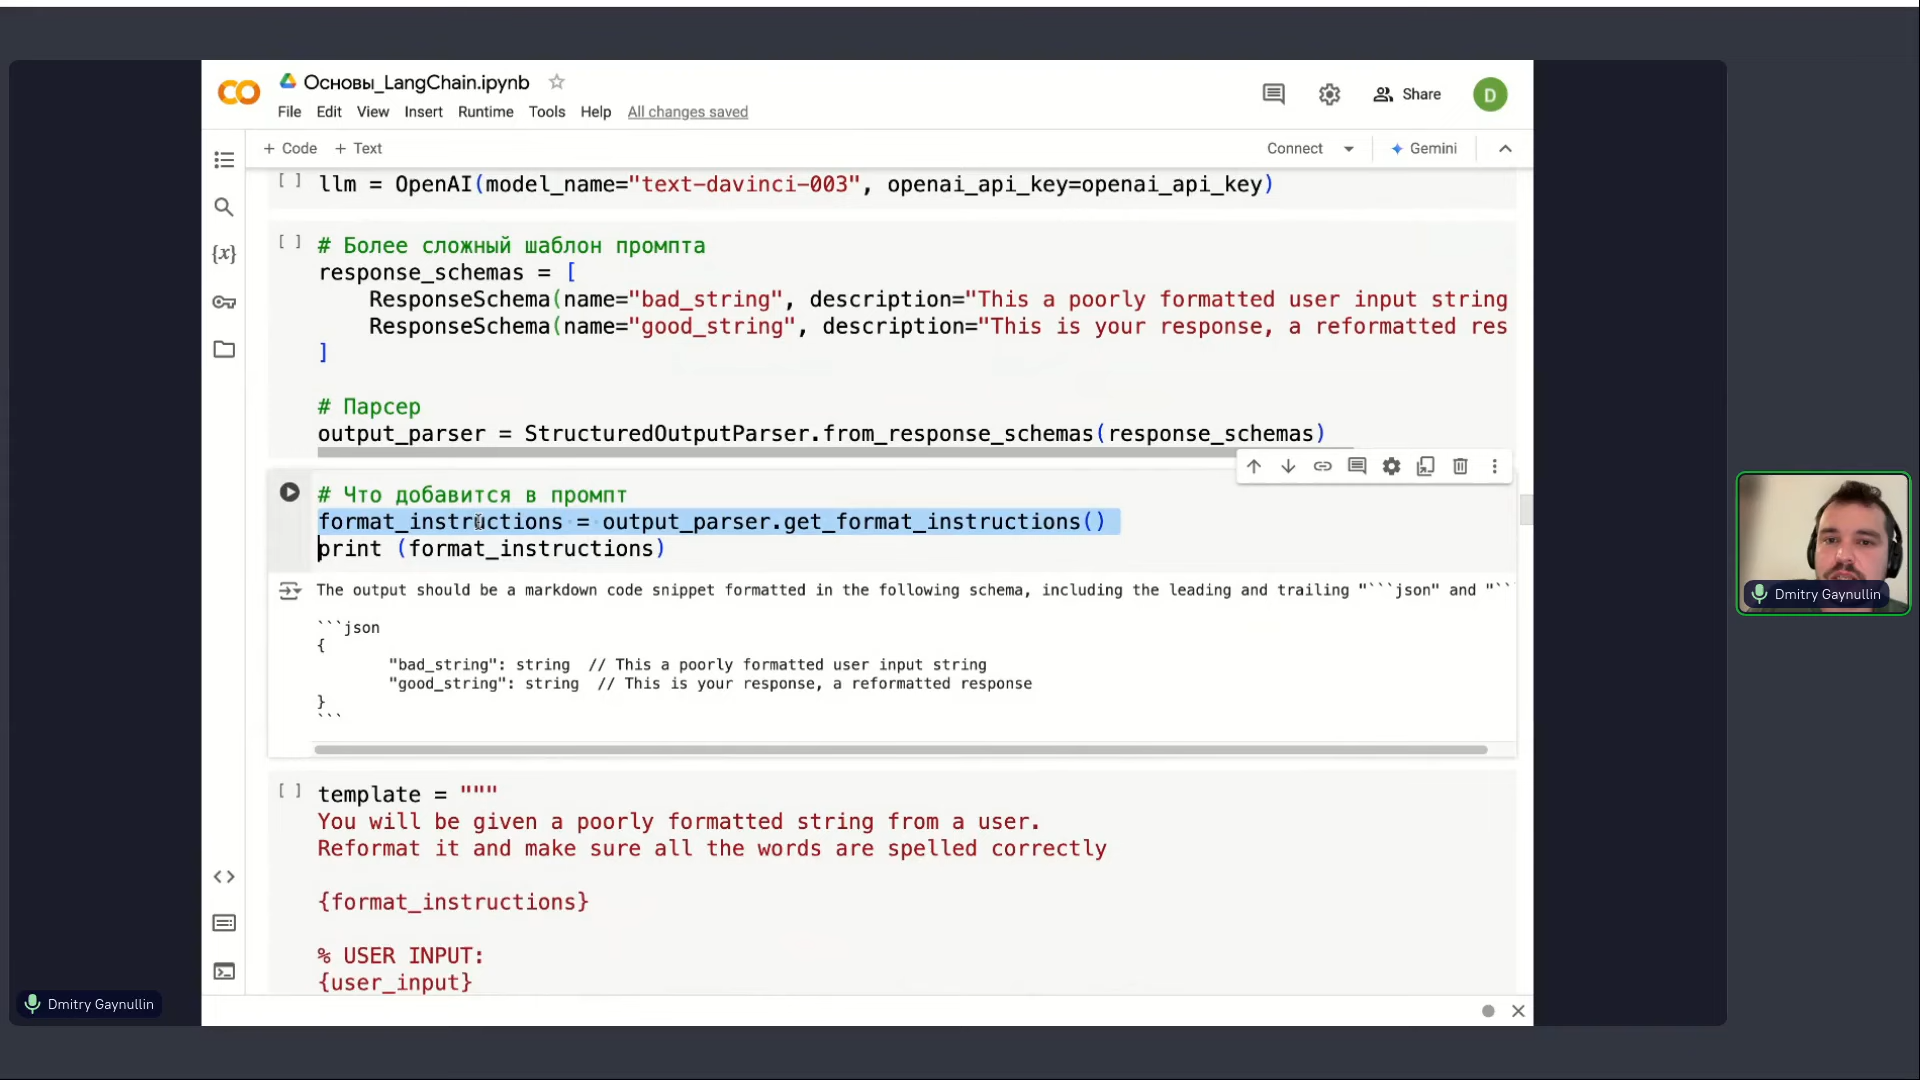 Основы_LangChain.ipynb
File Edit View Insert Runtime Tools Help All changes saved
Share
D
+ Code + Text
Connect
Gemini
[ ] llm = OpenAI(model_name="text-davinci-003", openai_api_key=openai_api_key)
[ ] # Более сложный шаблон промпта
response_schemas = [
    ResponseSchema(name="bad_string", description="This a poorly formatted user input string
    ResponseSchema(name="good_string", description="This is your response, a reformatted res
]
# Парсер
output_parser = StructuredOutputParser.from_response_schemas(response_schemas)
# Что добавится в промпт
format_instructions = output_parser.get_format_instructions()
print (format_instructions)
The output should be a markdown code snippet formatted in the following schema, including the leading and trailing "```json" and "```
```json
{
        "bad_string": string  // This a poorly formatted user input string
        "good_string": string  // This is your response, a reformatted response
}
```
[ ] template = """
You will be given a poorly formatted string from a user.
Reformat it and make sure all the words are spelled correctly
{format_instructions}
% USER INPUT:
{user_input}
Dmitry Gaynullin
Dmitry Gaynullin